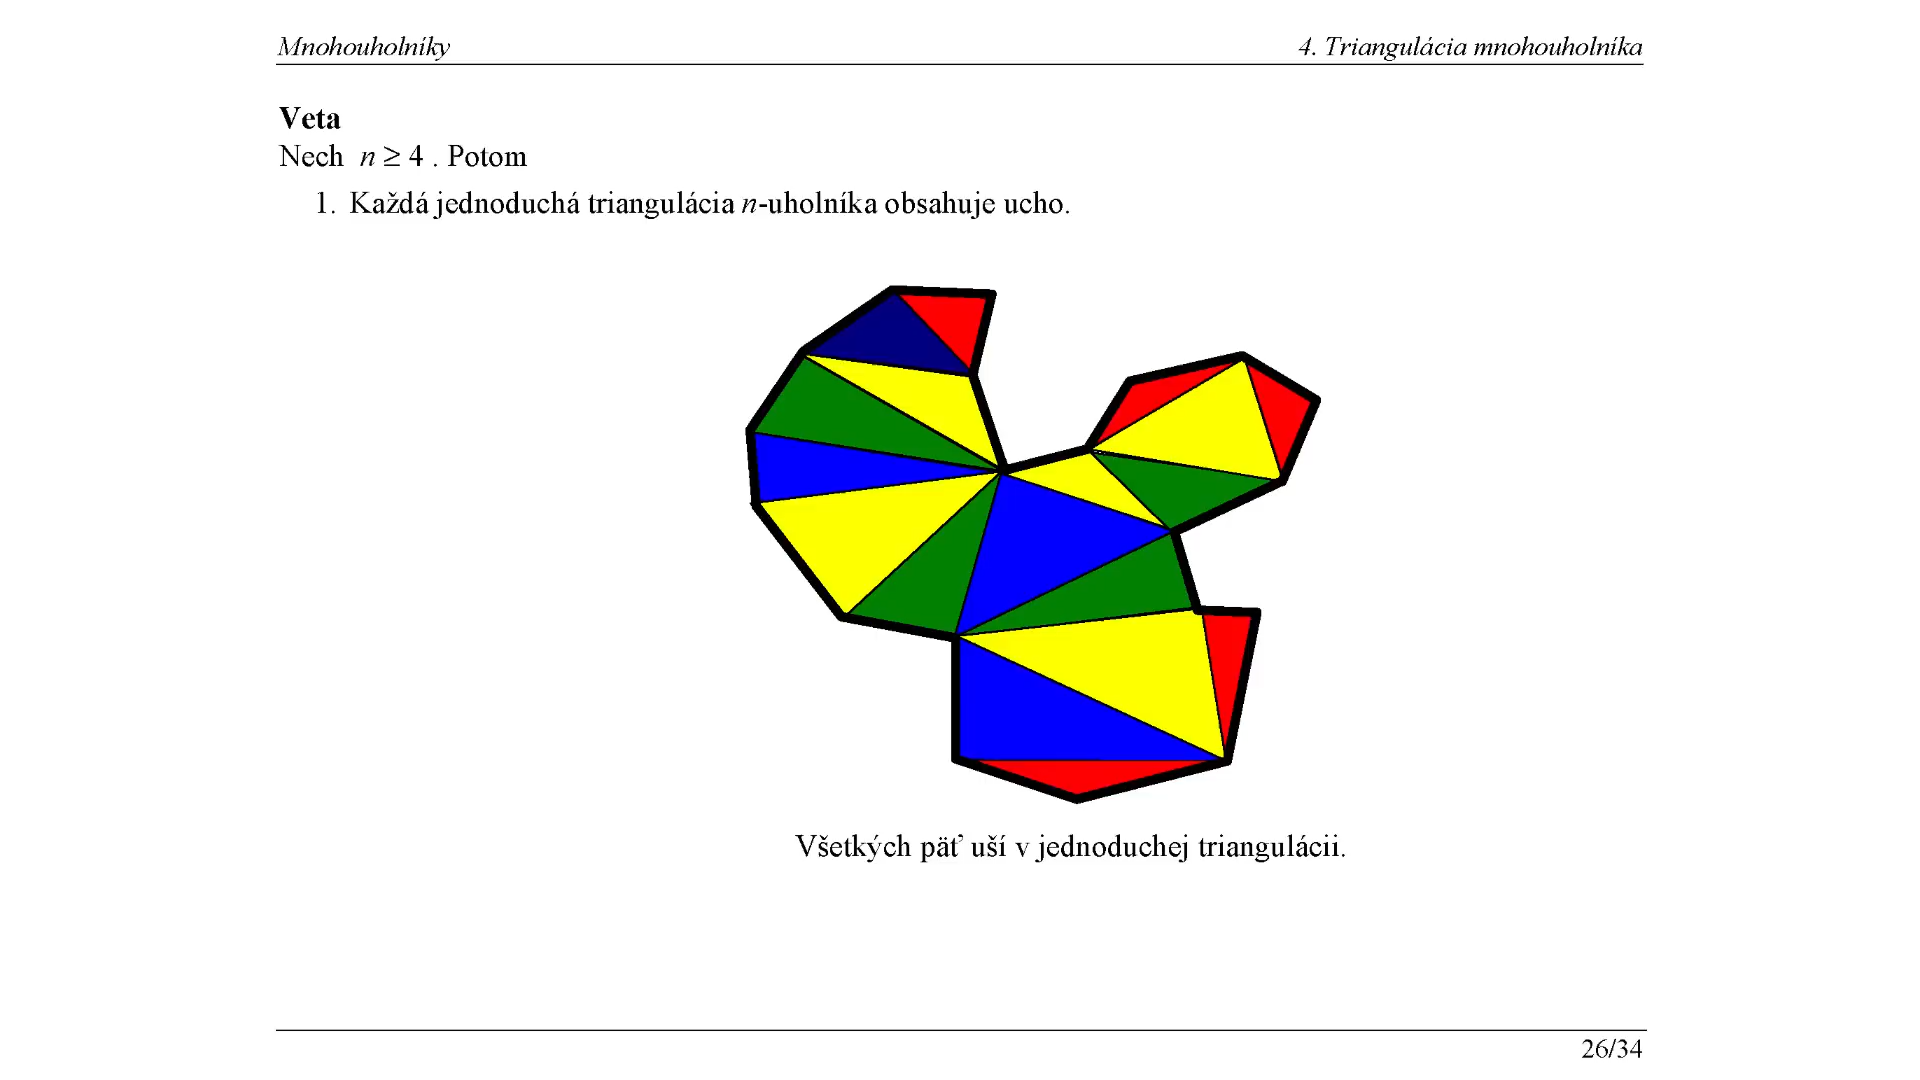 Mnohouholníky 4. Triangulácia mnohouholníka
Veta
Nech n ≥ 4 . Potom
1. Každá jednoduchá triangulácia n-uholníka obsahuje ucho.
Všetkých päť uší v jednoduchej triangulácii.
26/34